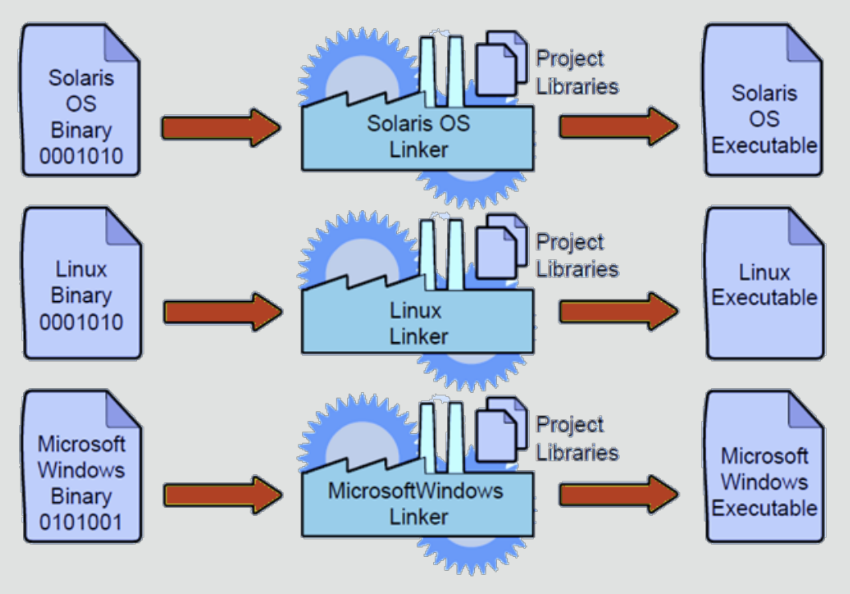 Solaris
OS
Binary
0001010
Solaris OS
Linker
Project
Libraries
Solaris
OS
Executable
Linux
Binary
0001010
Linux
Linker
Project
Libraries
Linux
Executable
Microsoft
Windows
Binary
0101001
MicrosoftWindows
Linker
Project
Libraries
Microsoft
Windows
Executable